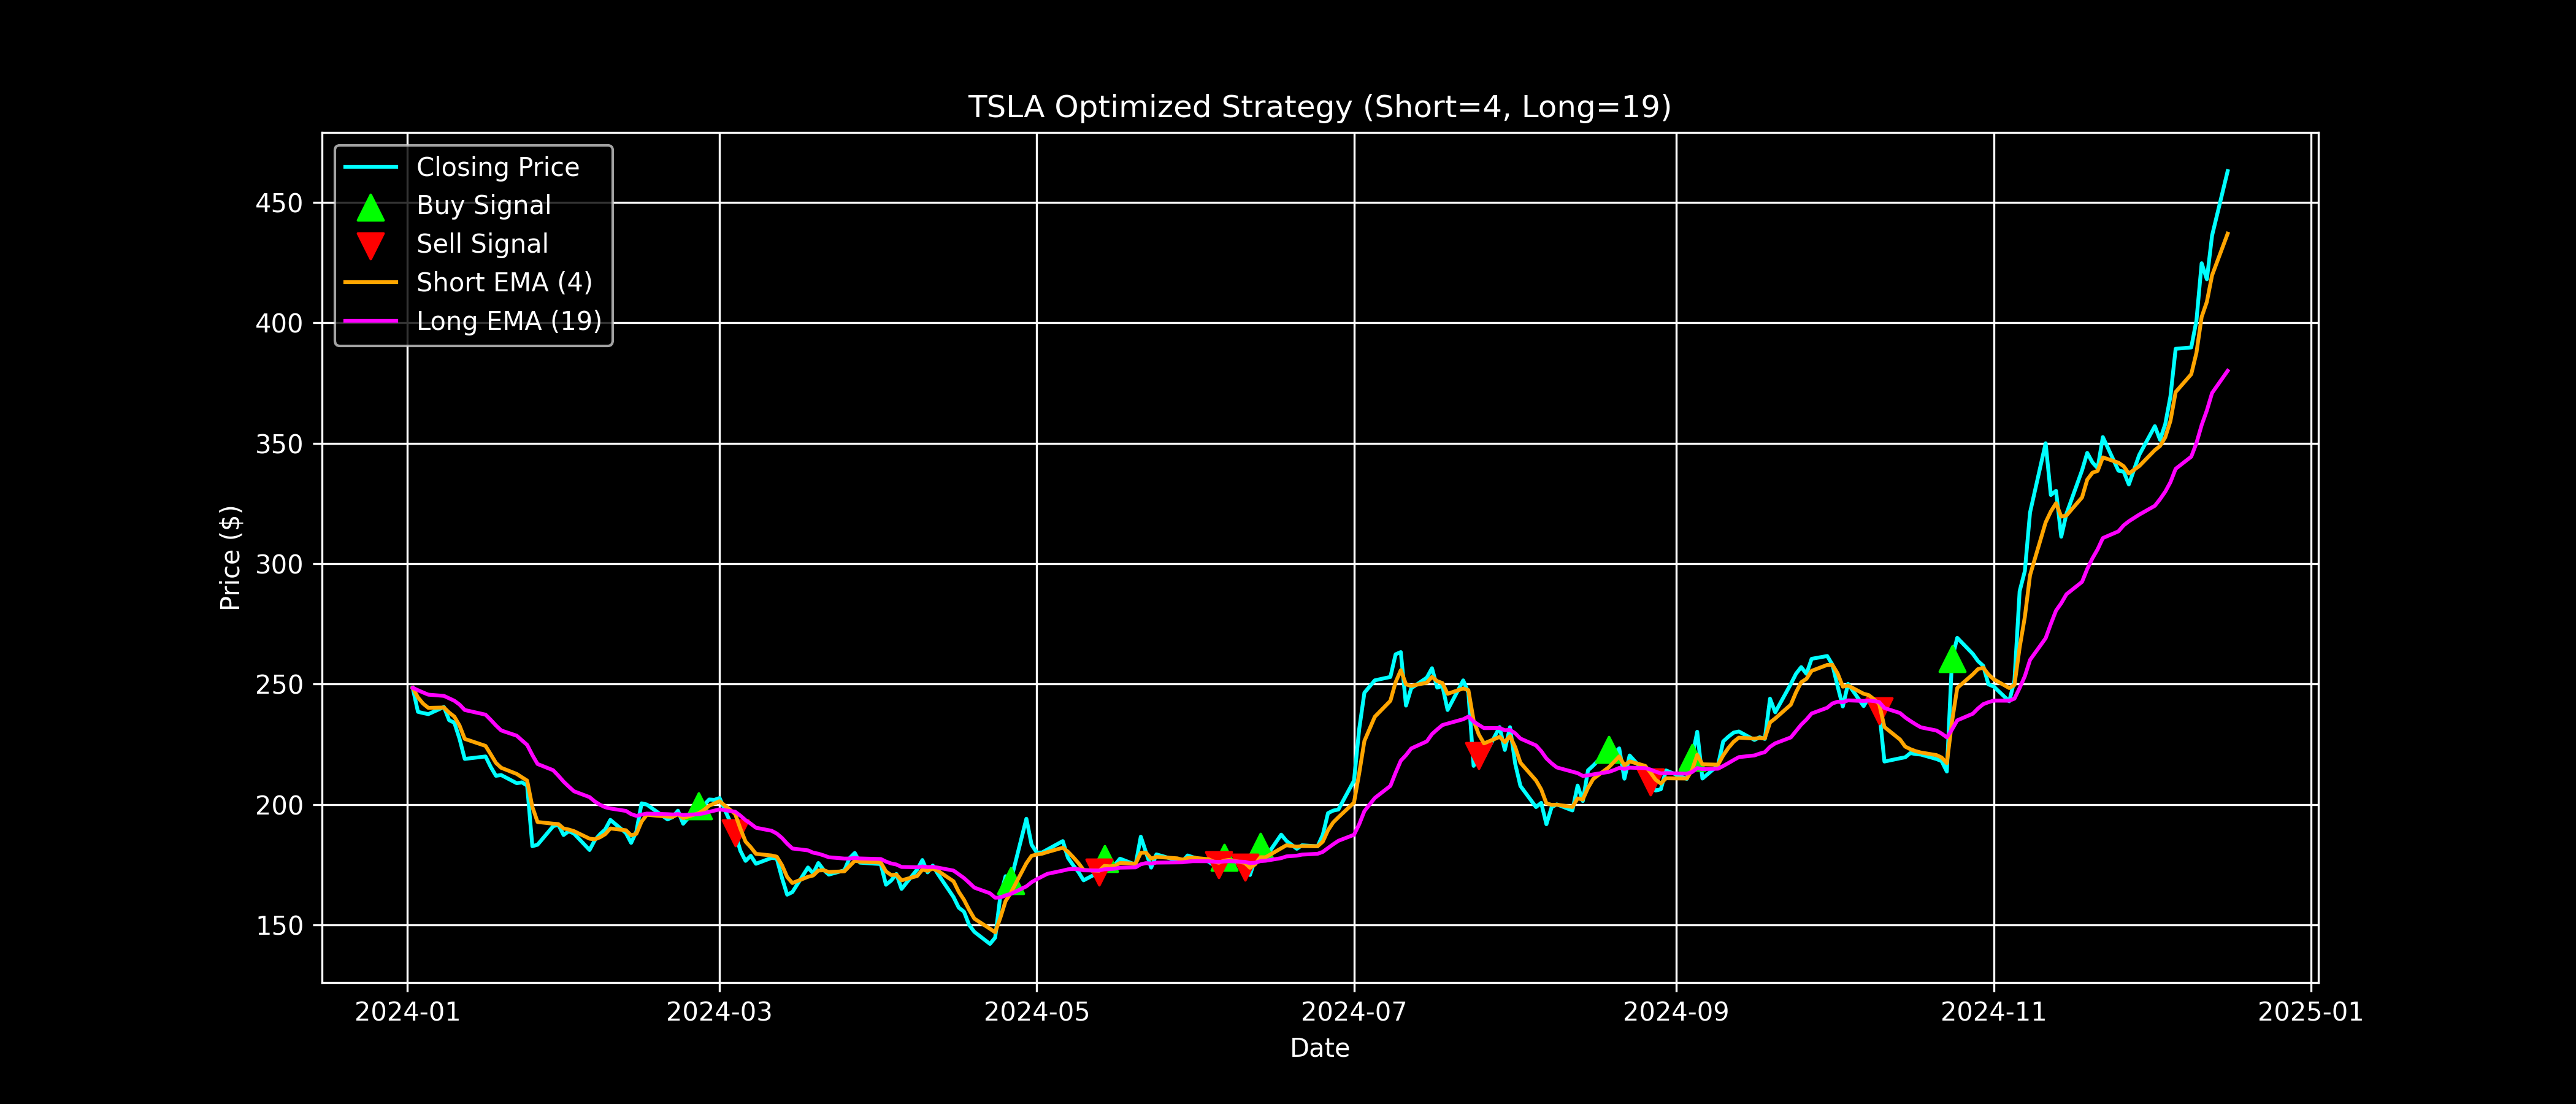 TSLA Optimized Strategy (Short=4, Long=19)
Closing Price
Buy Signal
Sell Signal
Short EMA (4)
Long EMA (19)
450
400
350
300
250
200
150
Price ($)
2024-01
2024-03
2024-05
2024-07
2024-09
2024-11
2025-01
Date